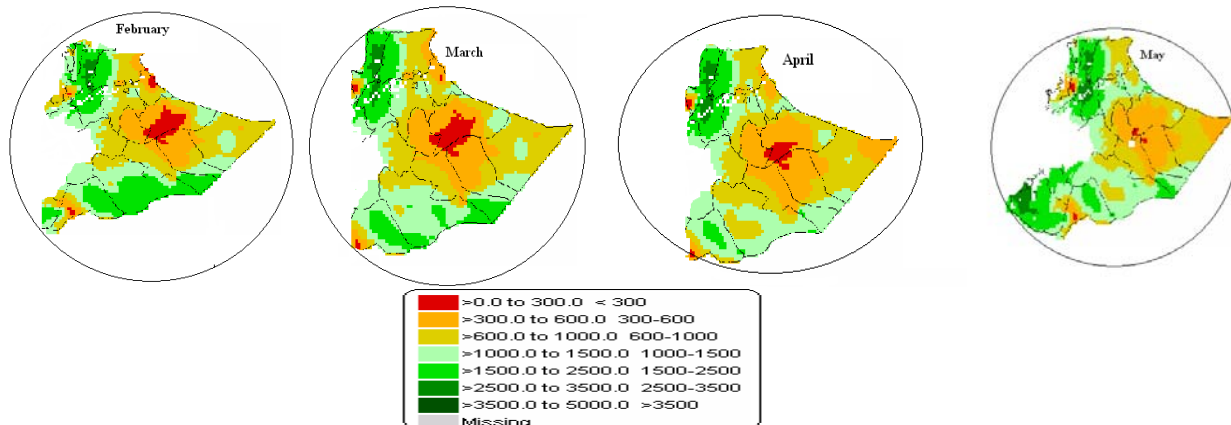 February
March
April
May
>0.0 to 300.0 < 300
>300.0 to 600.0 300-600
>600.0 to 1000.0 600-1000
>1000.0 to 1500.0 1000-1500
>1500.0 to 2500.0 1500-2500
>2500.0 to 3500.0 2500-3500
>3500.0 to 5000.0 >3500
Missing